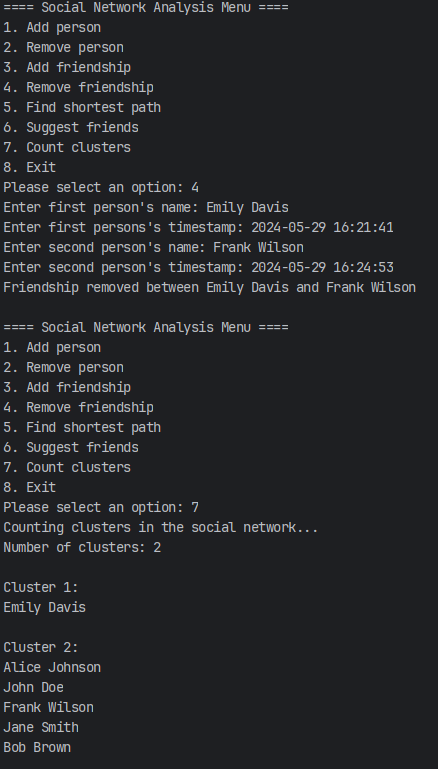 ==== Social Network Analysis Menu ====
1. Add person
2. Remove person
3. Add friendship
4. Remove friendship
5. Find shortest path
6. Suggest friends
7. Count clusters
8. Exit
Please select an option: 4
Enter first person's name: Emily Davis
Enter first persons's timestamp: 2024-05-29 16:21:41
Enter second person's name: Frank Wilson
Enter second person's timestamp: 2024-05-29 16:24:53
Friendship removed between Emily Davis and Frank Wilson

==== Social Network Analysis Menu ====
1. Add person
2. Remove person
3. Add friendship
4. Remove friendship
5. Find shortest path
6. Suggest friends
7. Count clusters
8. Exit
Please select an option: 7
Counting clusters in the social network...
Number of clusters: 2

Cluster 1:
Emily Davis

Cluster 2:
Alice Johnson
John Doe
Frank Wilson
Jane Smith
Bob Brown